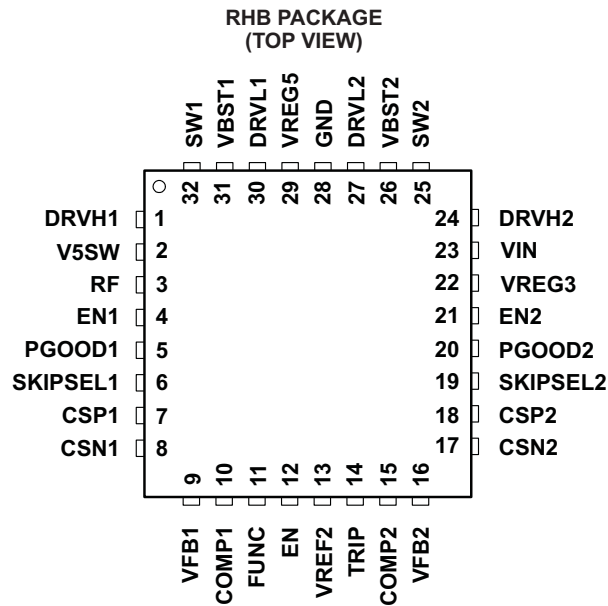 RHB PACKAGE
(TOP VIEW)
SW1
VBST1
DRVL1
VREG5
GND
DRVL2
VBST2
SW2
32
31
30
29
28
27
26
25
DRVH1 1
V5SW 2
RF 3
EN1 4
PGOOD1 5
SKIPSEL1 6
CSP1 7
CSN1 8
24 DRVH2
23 VIN
22 VREG3
21 EN2
20 PGOOD2
19 SKIPSEL2
18 CSP2
17 CSN2
9
10
11
12
13
14
15
16
VFB1
COMP1
FUNC
EN
VREF2
TRIP
COMP2
VFB2